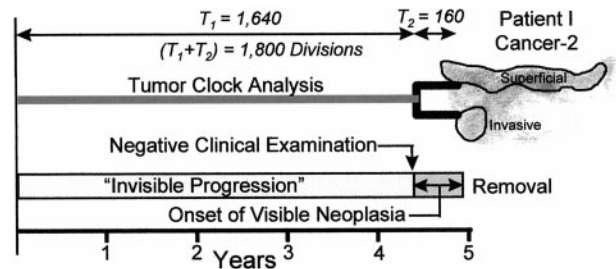 T₁ = 1,640
T₂ = 160
Patient I
Cancer-2
(T₁+T₂) = 1,800 Divisions
Tumor Clock Analysis
Superficial
Invasive
Negative Clinical Examination
"Invisible Progression"
Removal
Onset of Visible Neoplasia
1 2 3 4 5
Years